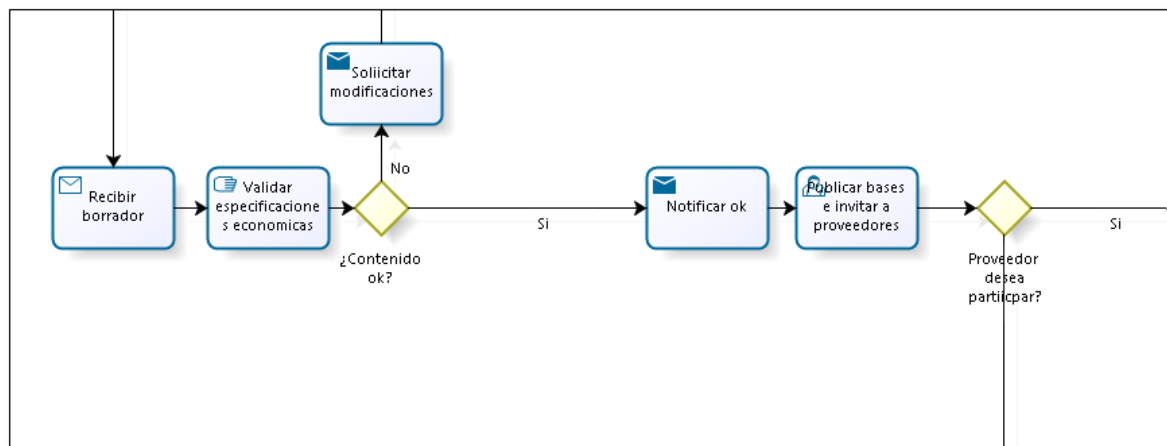 Soliicitar
modificaciones
No
Recibir
borrador
Validar
especificacione
s economicas
¿Contenido
ok?
Si
Notificar ok
Publicar bases
e invitar a
proveedores
Proveedor
desea
partiicpar?
Si